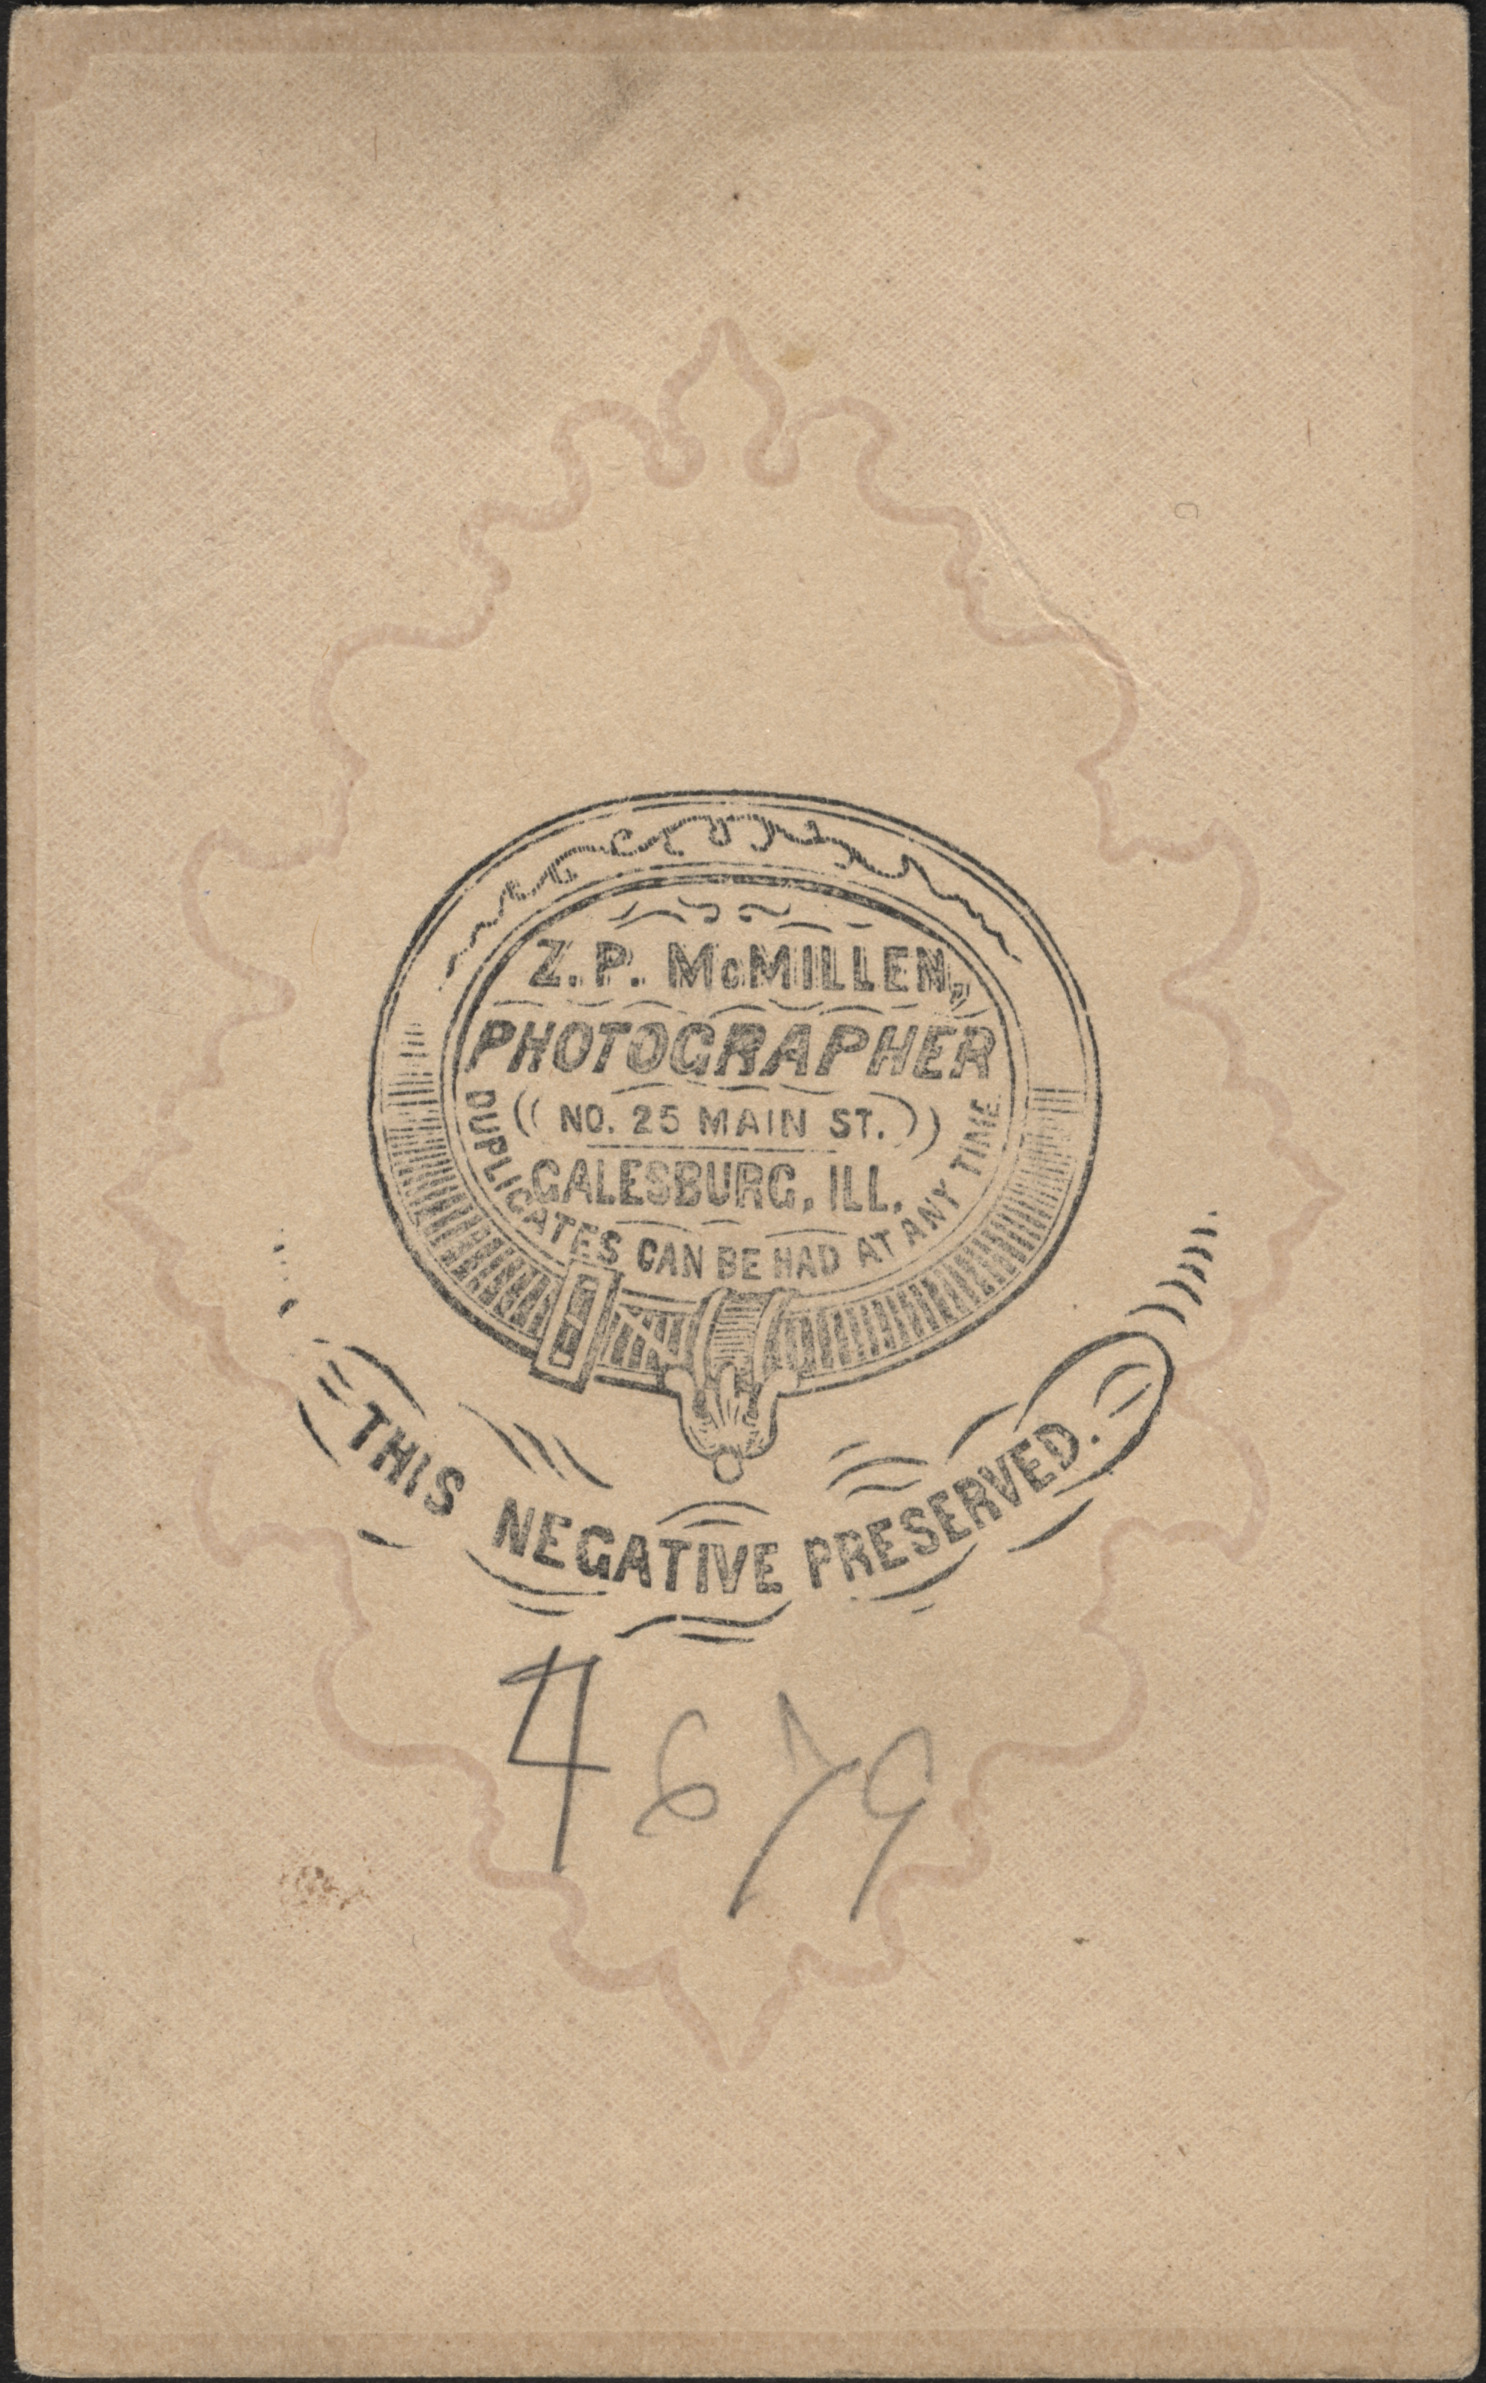 Z. P. McMILLEN,
PHOTOGRAPHER
NO. 25 MAIN ST.
GALESBURG, ILL.
DUPLICATES CAN BE HAD AT ANY TIME
THIS NEGATIVE PRESERVED.
4679